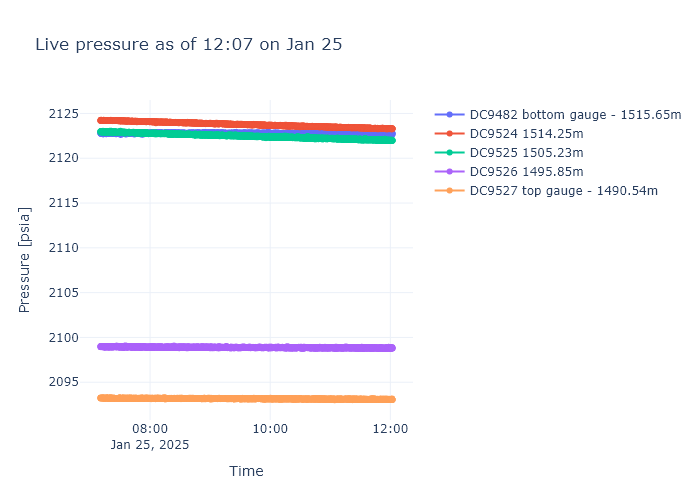 Live pressure as of 12:07 on Jan 25
DC9482 bottom gauge - 1515.65m
DC9524 1514.25m
DC9525 1505.23m
DC9526 1495.85m
DC9527 top gauge - 1490.54m
Pressure [psia]
2125
2120
2115
2110
2105
2100
2095
08:00
Jan 25, 2025
10:00
12:00
Time